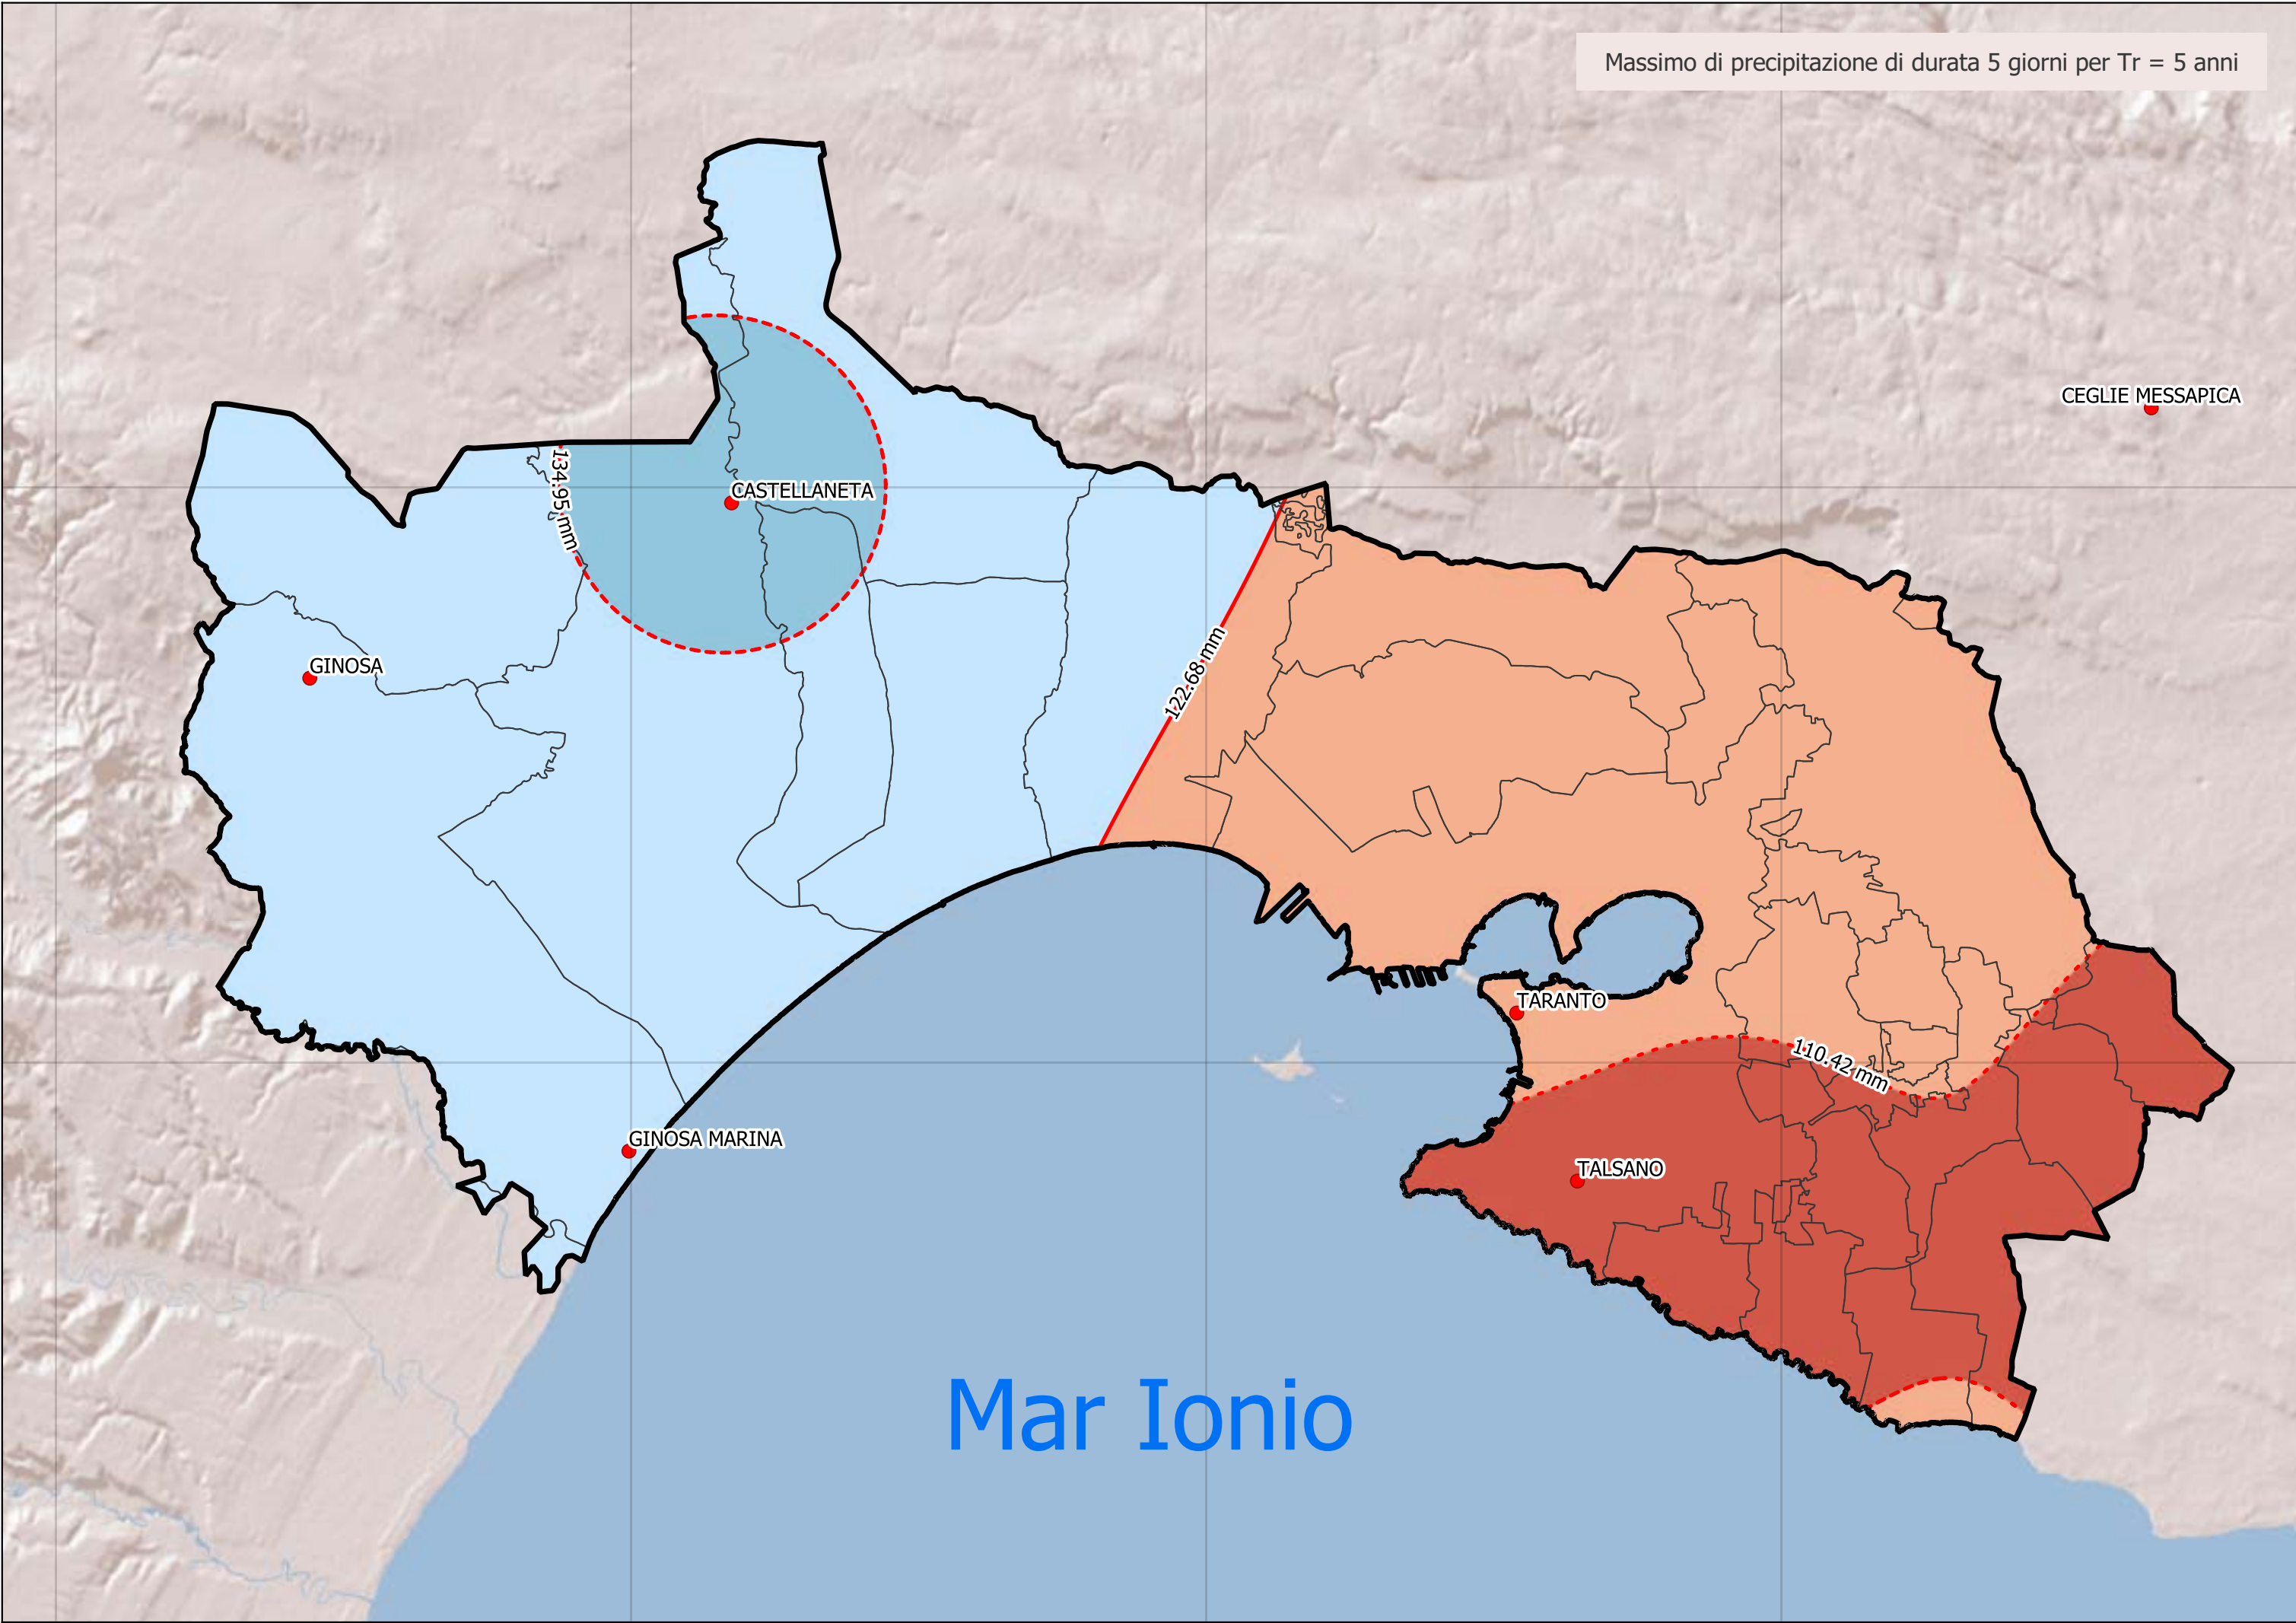 Massimo di precipitazione di durata 5 giorni per Tr = 5 anni
CEGLIE MESSAPICA
134.95 mm
CASTELLANETA
GINOSA
122.68 mm
TARANTO
110.42 mm
GINOSA MARINA
TALSANO
Mar Ionio